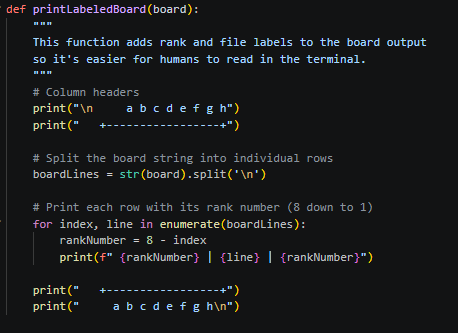 def printLabeledBoard(board):
    """
    This function adds rank and file labels to the board output
    so it's easier for humans to read in the terminal.
    """
    # Column headers
    print("\n     a b c d e f g h")
    print("   +-----------------+")

    # Split the board string into individual rows
    boardLines = str(board).split('\n')

    # Print each row with its rank number (8 down to 1)
    for index, line in enumerate(boardLines):
        rankNumber = 8 - index
        print(f" {rankNumber} | {line} | {rankNumber}")

    print("   +-----------------+")
    print("     a b c d e f g h\n")